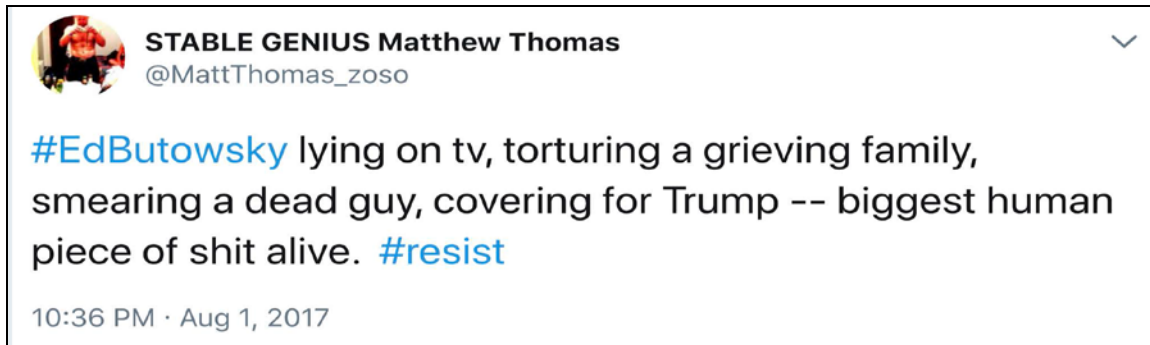 STABLE GENIUS Matthew Thomas
@MattThomas_zoso
#EdButowsky lying on tv, torturing a grieving family,
smearing a dead guy, covering for Trump -- biggest human
piece of shit alive. #resist
10:36 PM · Aug 1, 2017